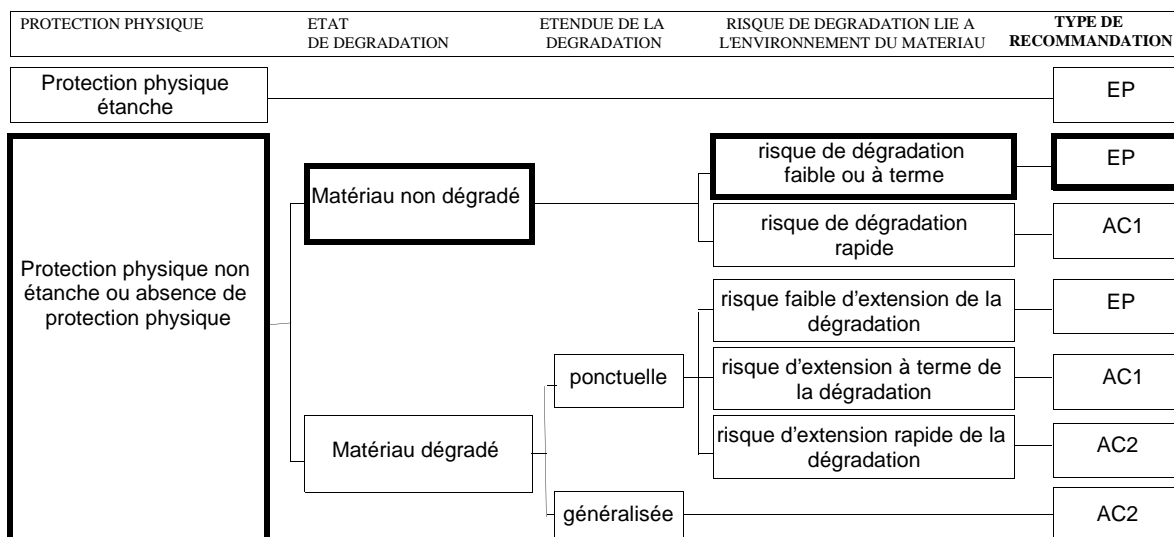 PROTECTION PHYSIQUE
ETAT
DE DEGRADATION
ETENDUE DE LA
DEGRADATION
RISQUE DE DEGRADATION LIE A
L'ENVIRONNEMENT DU MATERIAU
TYPE DE
RECOMMANDATION
Protection physique
étanche
EP
Protection physique non
étanche ou absence de
protection physique
Matériau non dégradé
risque de dégradation
faible ou à terme
EP
risque de dégradation
rapide
AC1
Matériau dégradé
ponctuelle
risque faible d'extension de la
dégradation
EP
risque d'extension à terme de
la dégradation
AC1
risque d'extension rapide de la
dégradation
AC2
généralisée
AC2